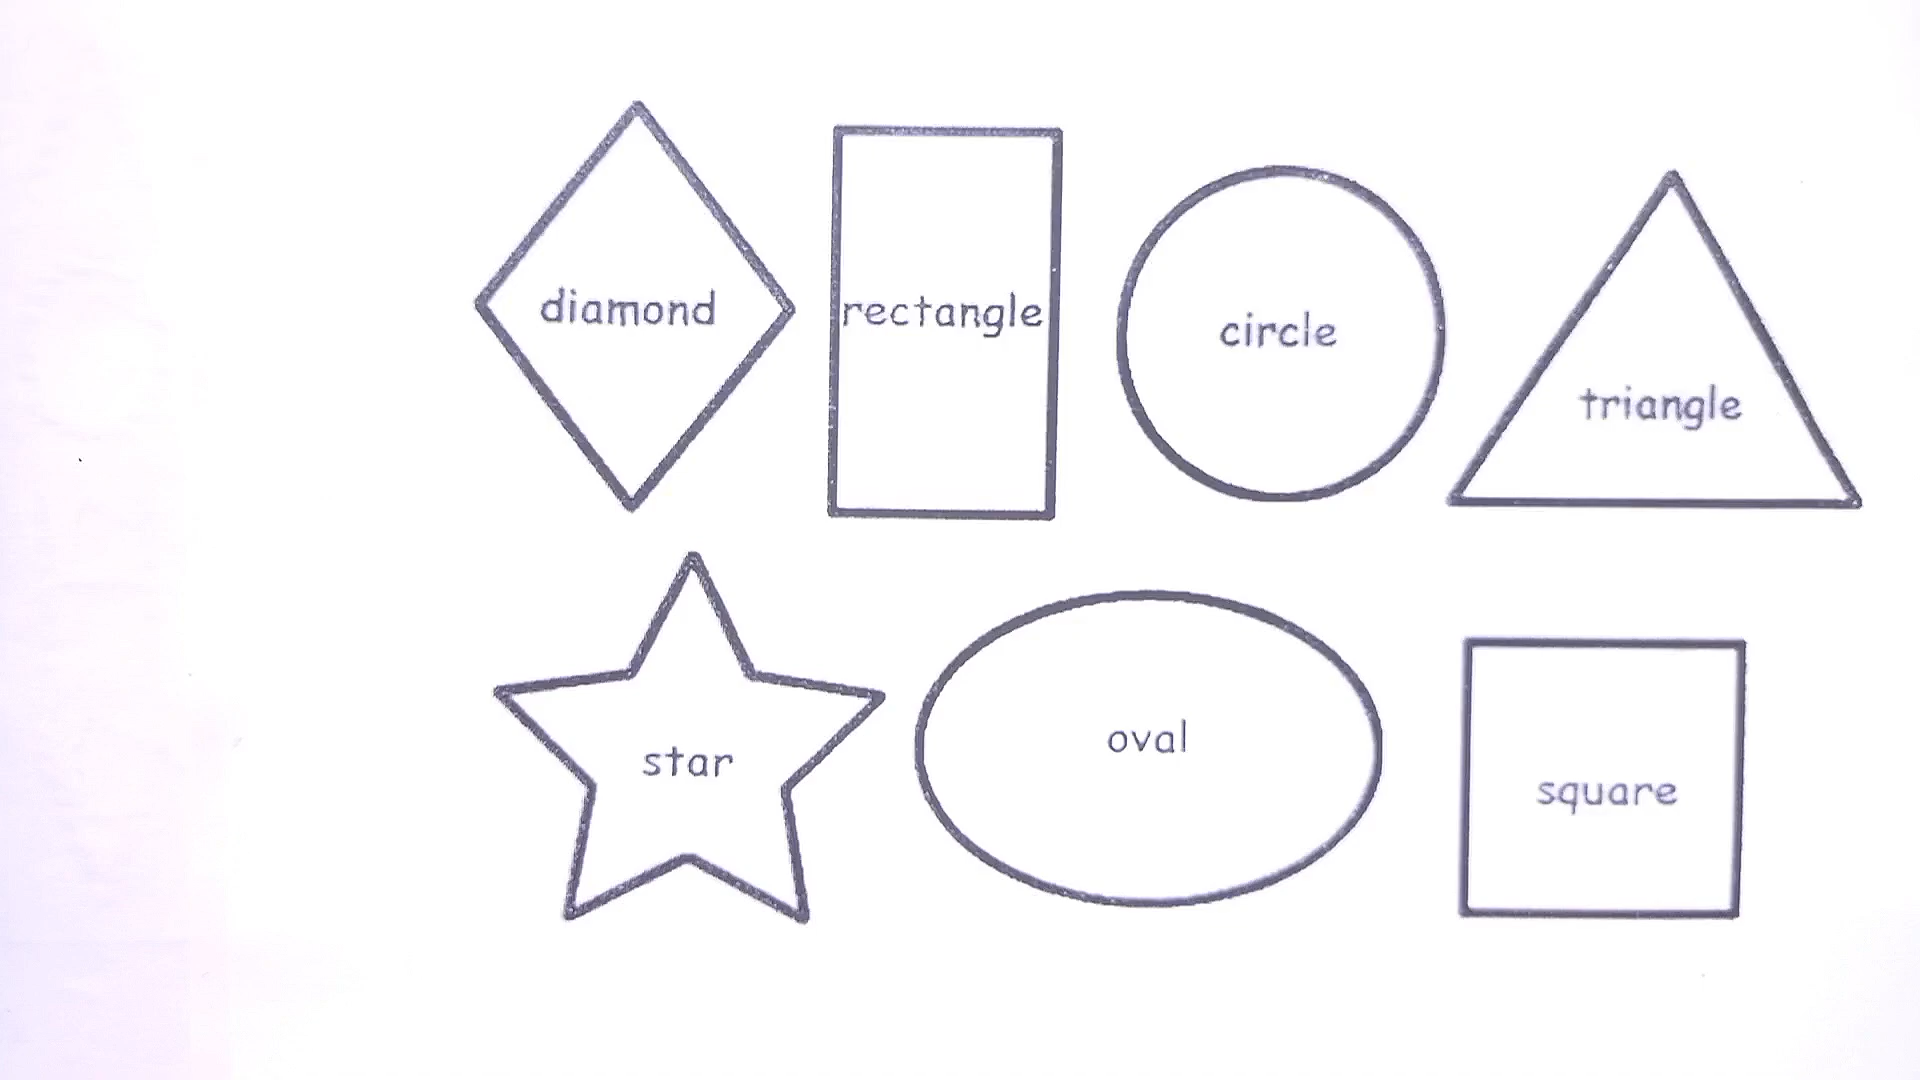 diamond
rectangle
circle
triangle
star
oval
square